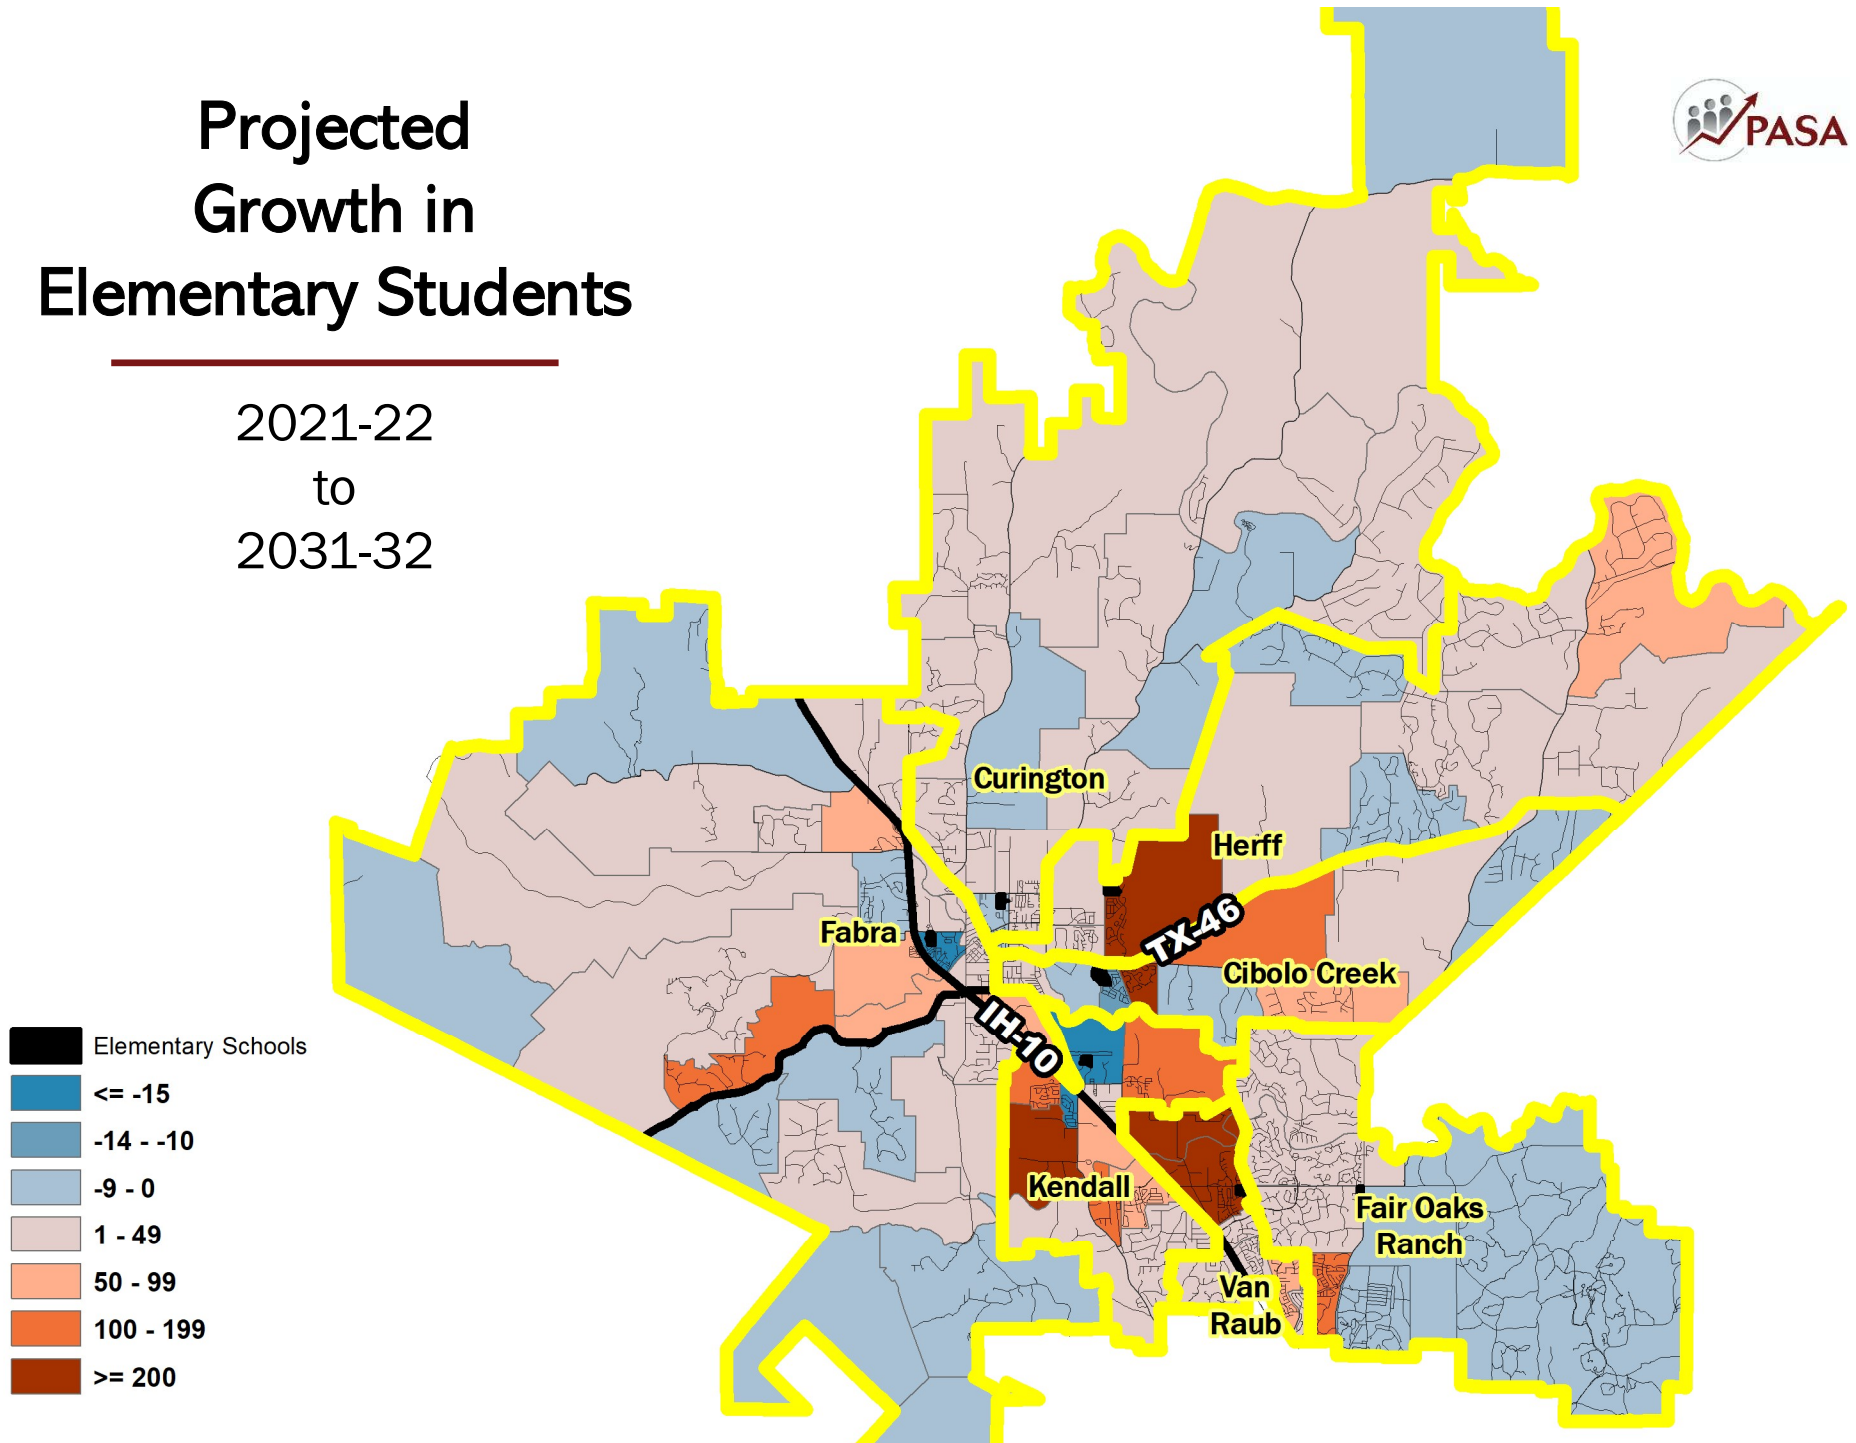 Projected
Growth in
Elementary Students
2021-22
to
2031-32
PASA
Curington
Herff
TX-46
Fabra
Cibolo Creek
IH-10
Kendall
Fair Oaks
Ranch
Van
Raub
Elementary Schools
<= -15
-14 - -10
-9 - 0
1 - 49
50 - 99
100 - 199
>= 200